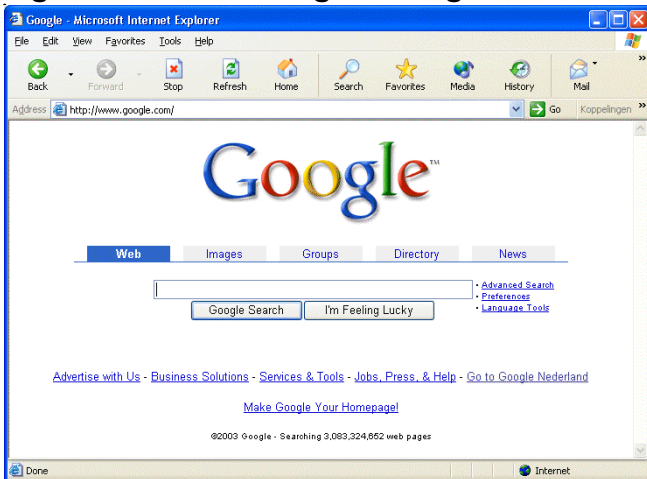 Google - Microsoft Internet Explorer
File Edit View Favorites Tools Help
Back Forward Stop Refresh Home Search Favorites Media History Mail »
Address http://www.google.com/ Go Koppelingen »
Google™
Web Images Groups Directory News
• Advanced Search
• Preferences
• Language Tools
Google Search I'm Feeling Lucky
Advertise with Us - Business Solutions - Services & Tools - Jobs, Press, & Help - Go to Google Nederland
Make Google Your Homepage!
©2003 Google - Searching 3,083,324,652 web pages
Done Internet